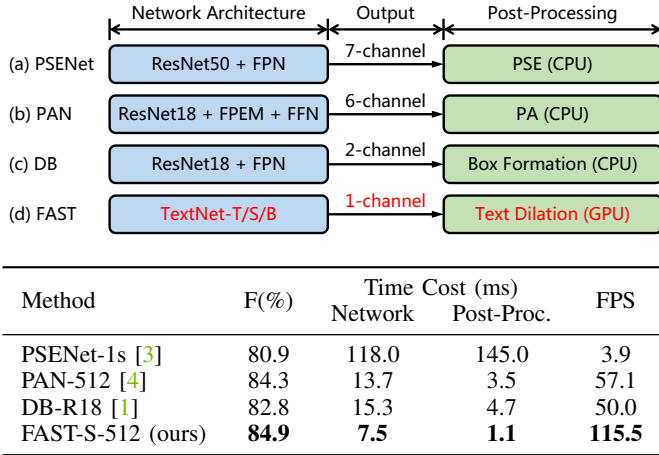 Network Architecture Output Post-Processing
(a) PSENet ResNet50 + FPN 7-channel PSE (CPU)
(b) PAN ResNet18 + FPEM + FFN 6-channel PA (CPU)
(c) DB ResNet18 + FPN 2-channel Box Formation (CPU)
(d) FAST TextNet-T/S/B 1-channel Text Dilation (GPU)
Method F(%) Time Cost (ms) FPS
Network Post-Proc.
PSENet-1s [3] 80.9 118.0 145.0 3.9
PAN-512 [4] 84.3 13.7 3.5 57.1
DB-R18 [1] 82.8 15.3 4.7 50.0
FAST-S-512 (ours) 84.9 7.5 1.1 115.5